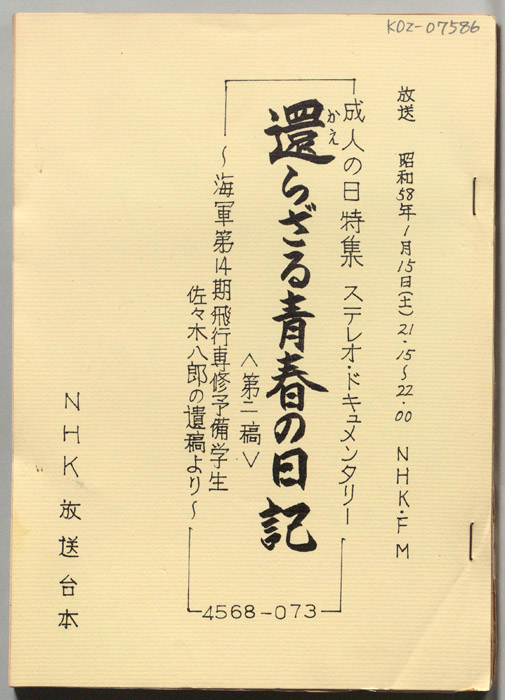 KDZ-07586
放送 昭和58年1月15日(土) 21.15〜22.00 NHK・FM
成人の日特集 ステレオ・ドキュメンタリー
還らざる青春の日記
かえ
<第二稿>
〜海軍第14期飛行専修予備学生
佐々木八郎の遺稿より〜
4568-073
NHK放送台本